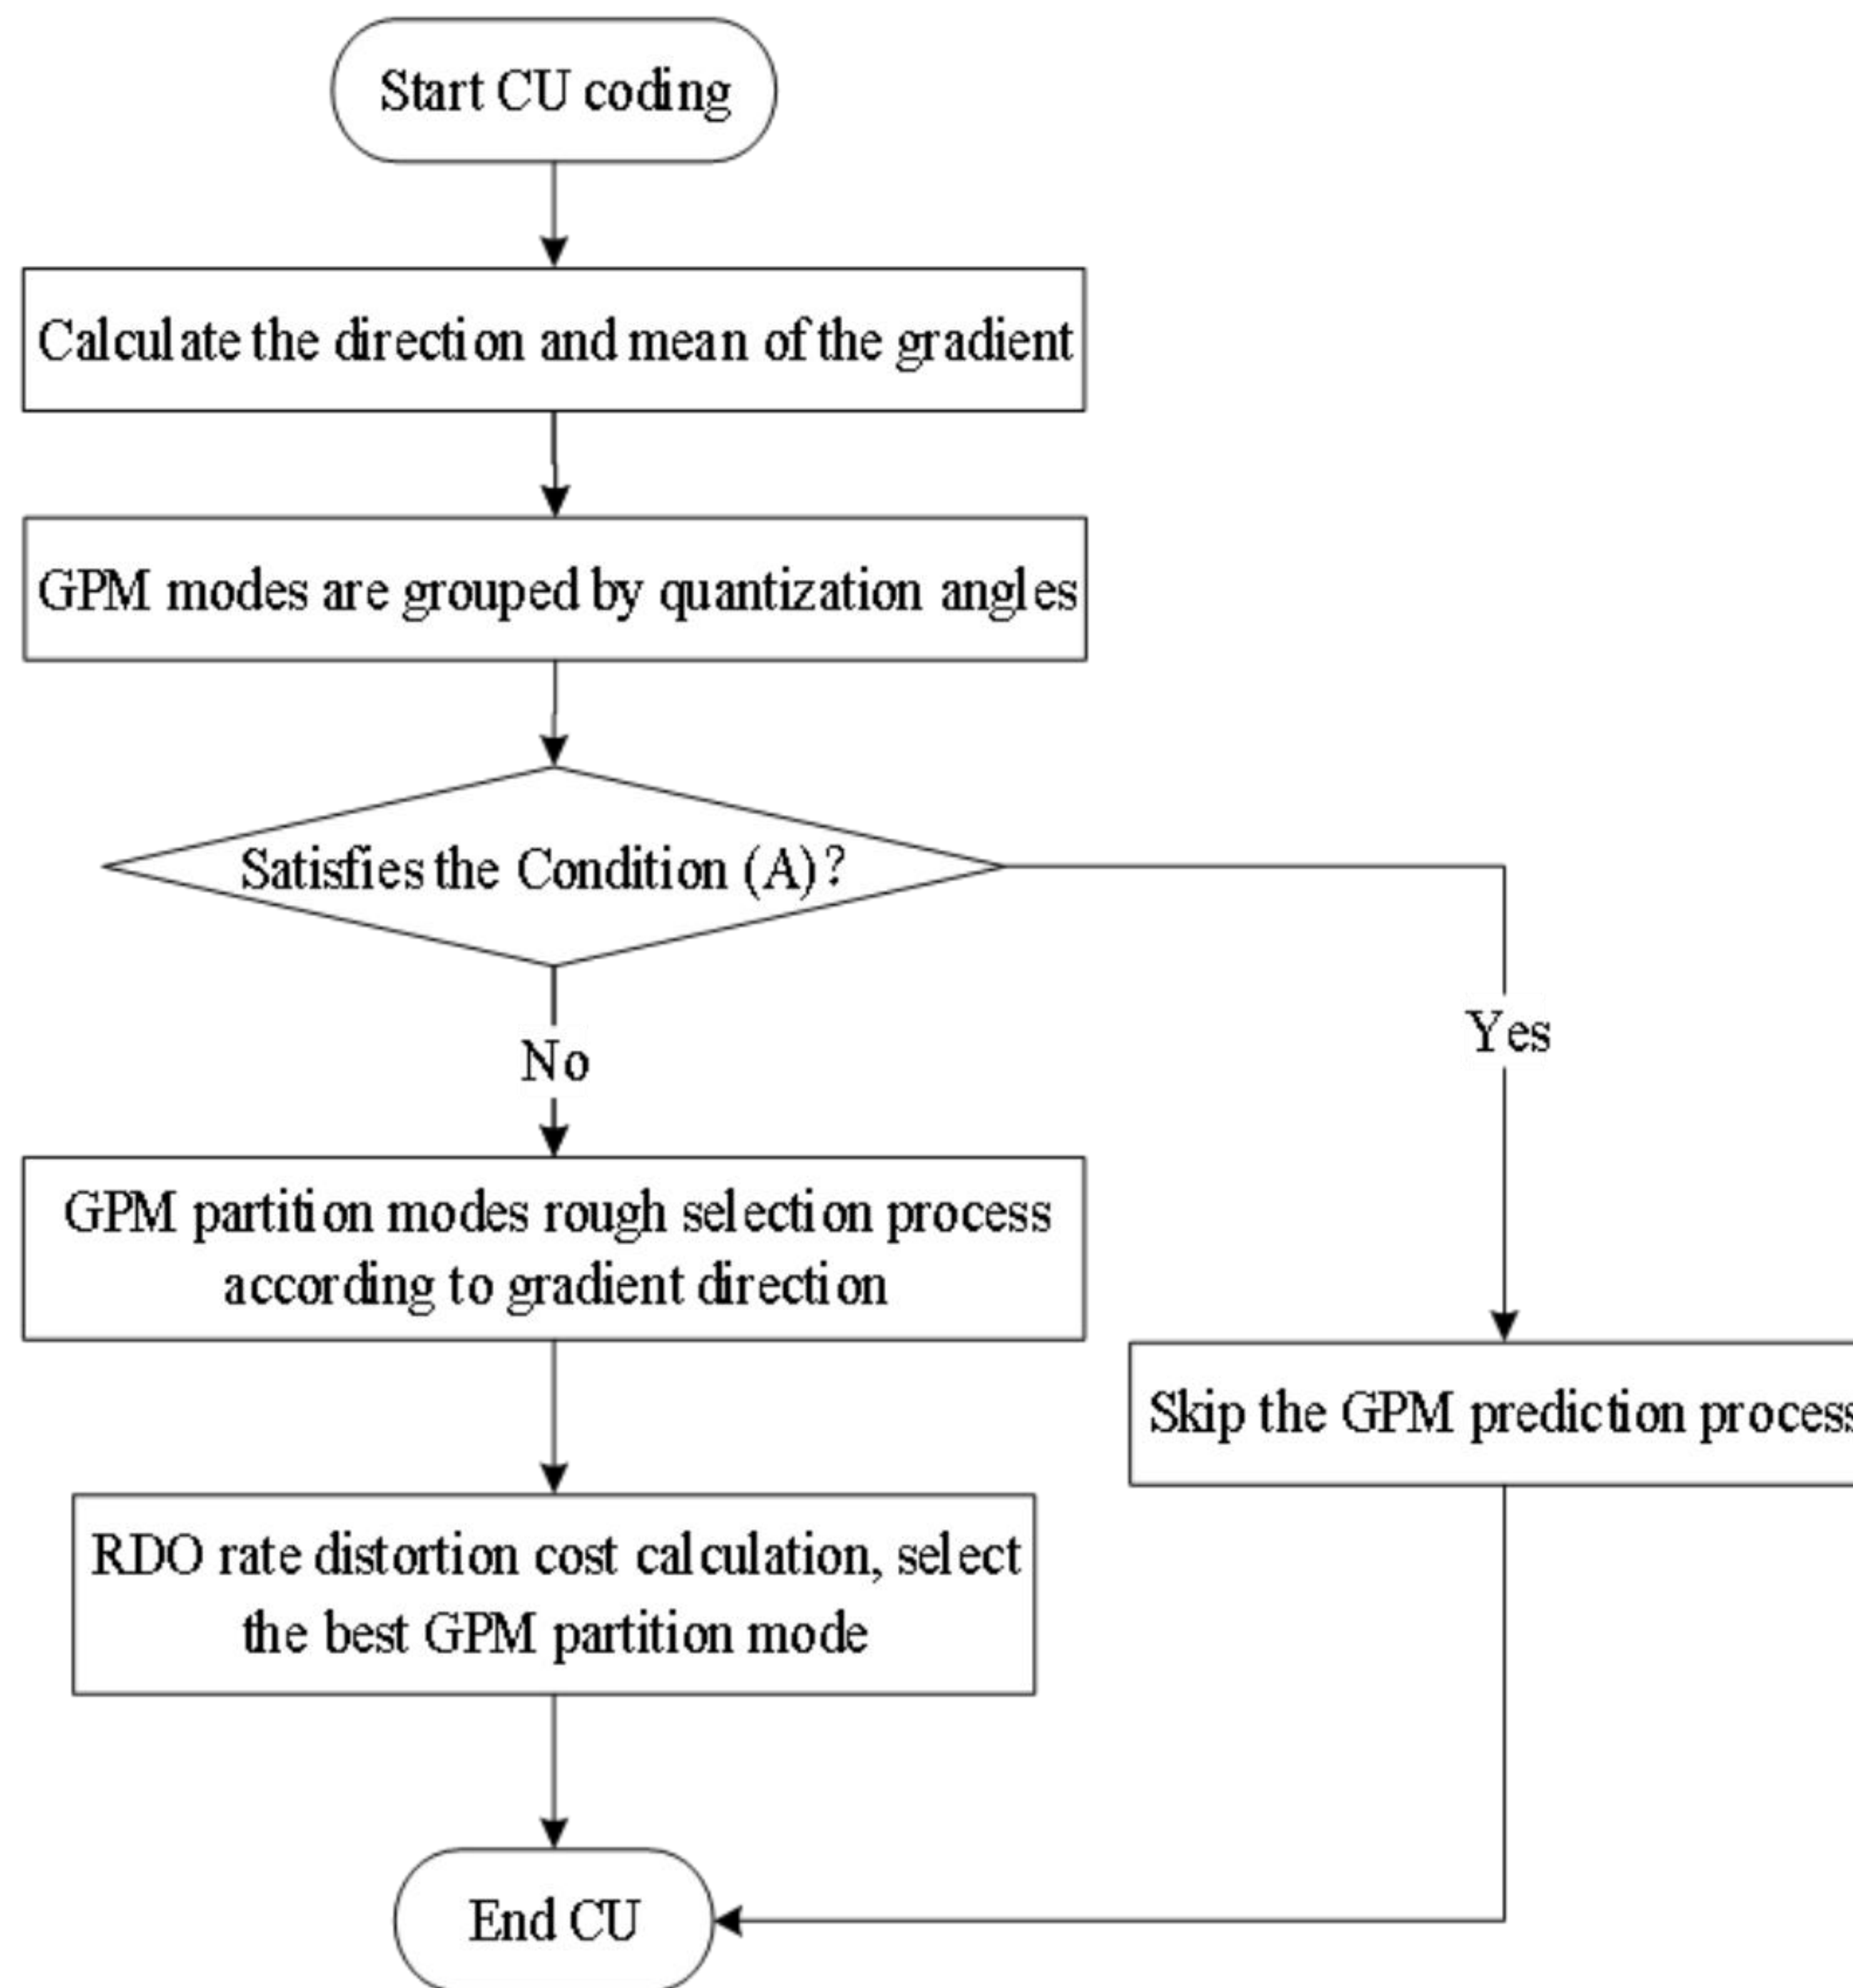 Start CU coding
Calculate the direction and mean of the gradient
GPM modes are grouped by quantization angles
Satisfies the Condition (A)?
No
Yes
GPM partition modes rough selection process
according to gradient direction
Skip the GPM prediction process
RDO rate distortion cost calculation, select
the best GPM partition mode
End CU